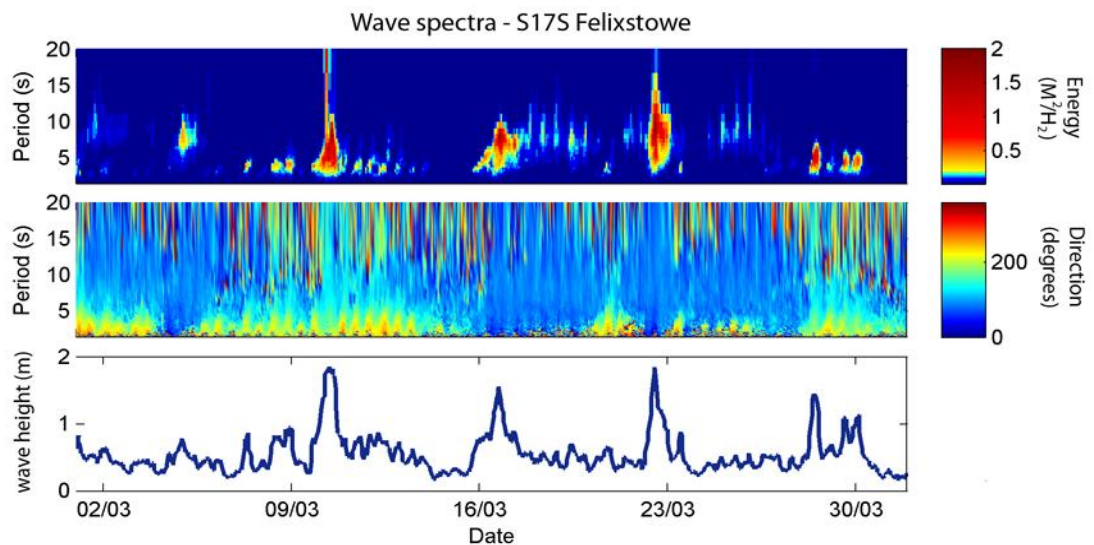 Wave spectra - S17S Felixstowe
20
15
10
5
Period (s)
2
1.5
1
0.5
Energy
(M²/H₂)
20
15
10
5
Period (s)
200
0
Direction
(degrees)
2
1
0
wave height (m)
02/03 09/03 16/03 23/03 30/03
Date